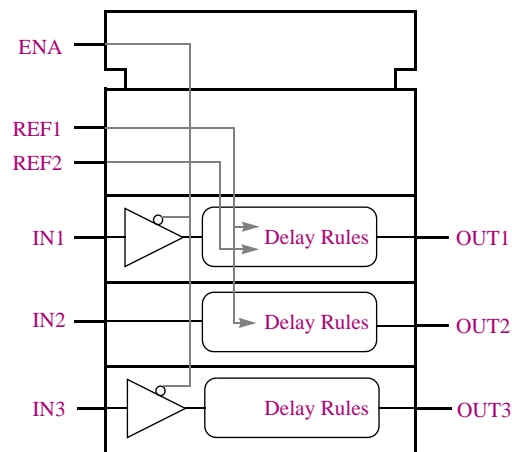 ENA
REF1
REF2
IN1
Delay Rules
OUT1
IN2
Delay Rules
OUT2
IN3
Delay Rules
OUT3